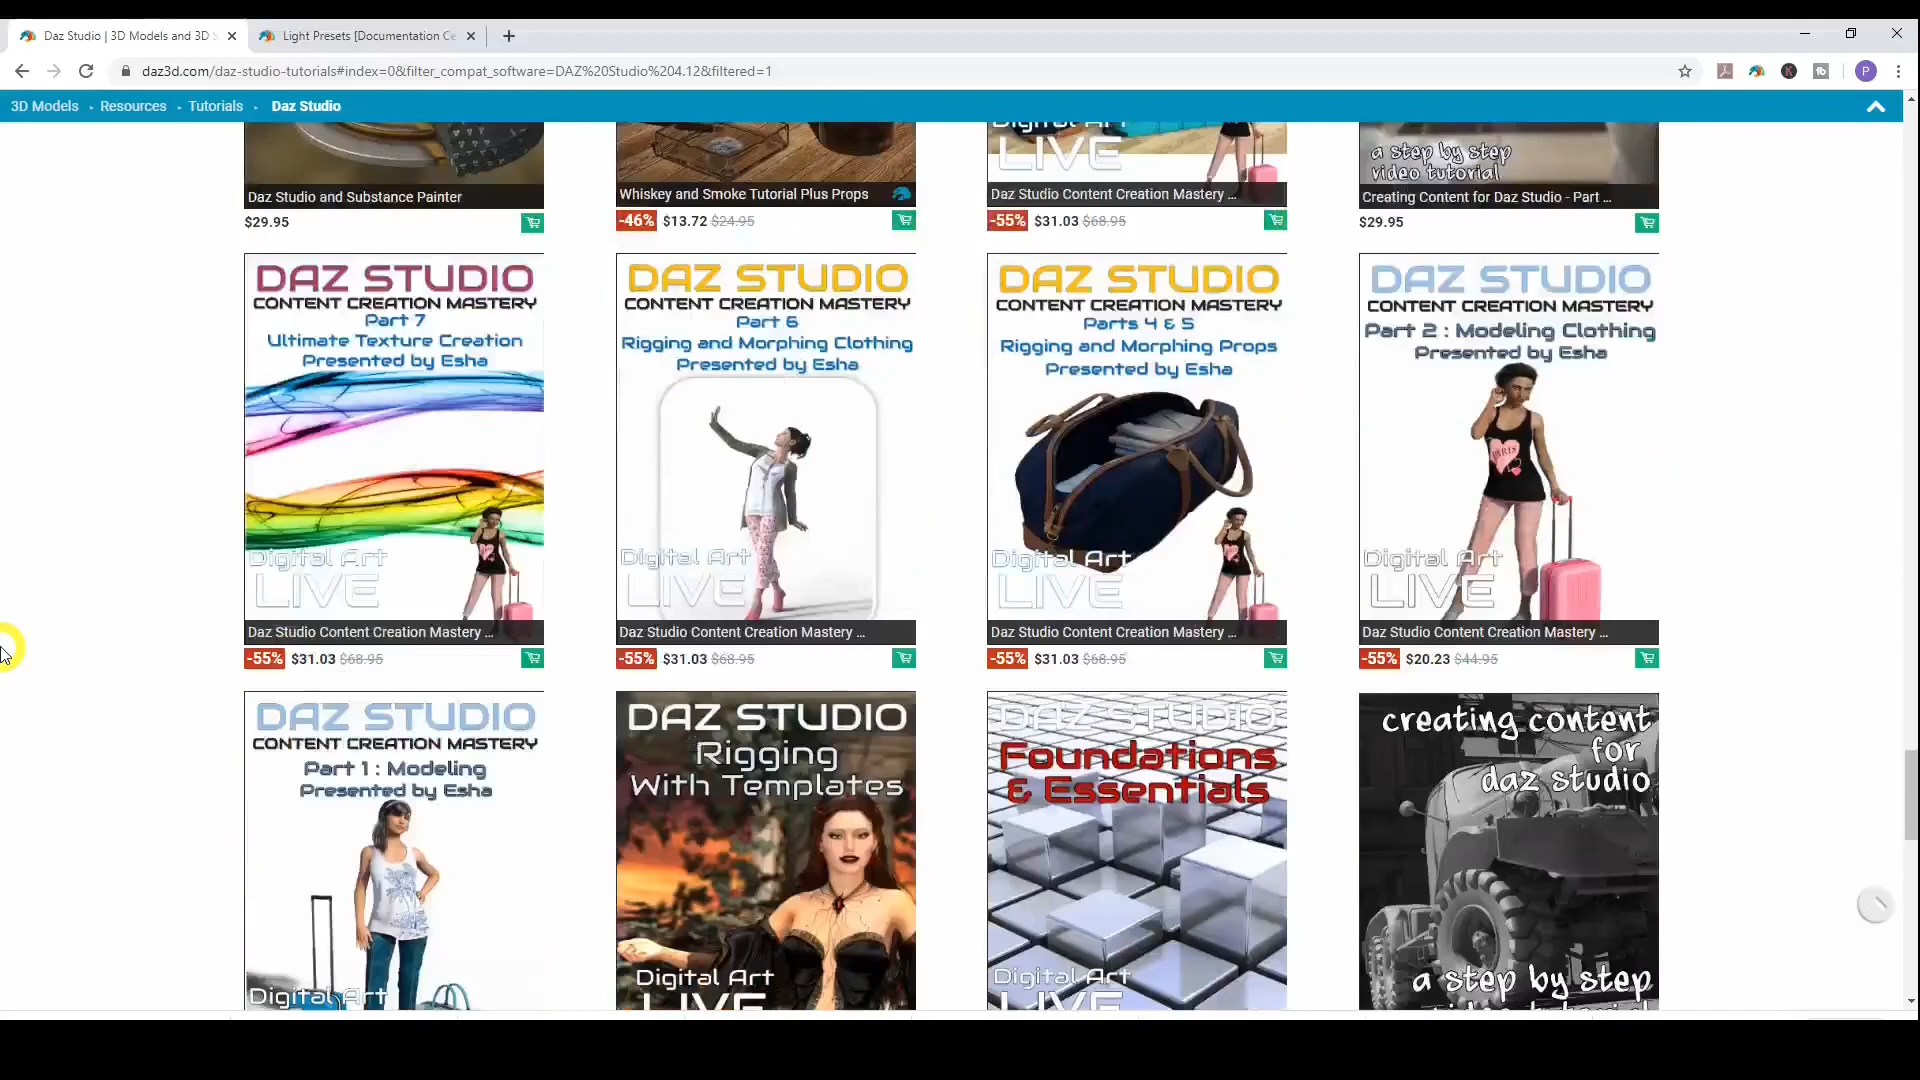 Daz Studio | 3D Models and 3D S
Light Presets [Documentation Ce
daz3d.com/daz-studio-tutorials#index=0&filter_compat_software=DAZ%20Studio%204.12&filtered=1
P
3D Models Resources Tutorials Daz Studio
Daz Studio and Substance Painter
$29.95
Whiskey and Smoke Tutorial Plus Props
-46% $13.72 $24.95
Digital Art
LIVE
Daz Studio Content Creation Mastery ...
-55% $31.03 $68.95
a step by step
video tutorial
Creating Content for Daz Studio - Part ...
$29.95
DAZ STUDIO
CONTENT CREATION MASTERY
Part 7
Ultimate Texture Creation
Presented by Esha
Digital Art
LIVE
Daz Studio Content Creation Mastery ...
-55% $31.03 $68.95
DAZ STUDIO
CONTENT CREATION MASTERY
Part 6
Rigging and Morphing Clothing
Presented by Esha
Digital Art
LIVE
Daz Studio Content Creation Mastery ...
-55% $31.03 $68.95
DAZ STUDIO
CONTENT CREATION MASTERY
Parts 4 & 5
Rigging and Morphing Props
Presented by Esha
Digital Art
LIVE
Daz Studio Content Creation Mastery ...
-55% $31.03 $68.95
DAZ STUDIO
CONTENT CREATION MASTERY
Part 2 : Modeling Clothing
Presented by Esha
PARIS
Digital Art
LIVE
Daz Studio Content Creation Mastery ...
-55% $20.23 $44.95
DAZ STUDIO
CONTENT CREATION MASTERY
Part 1 : Modeling
Presented by Esha
Digital Art
DAZ STUDIO
Rigging
With Templates
Digital Art
LIVE
DAZ STUDIO
Foundations
& Essentials
Digital Art
LIVE
creating content
for
daz studio
a step by step
video tutorial